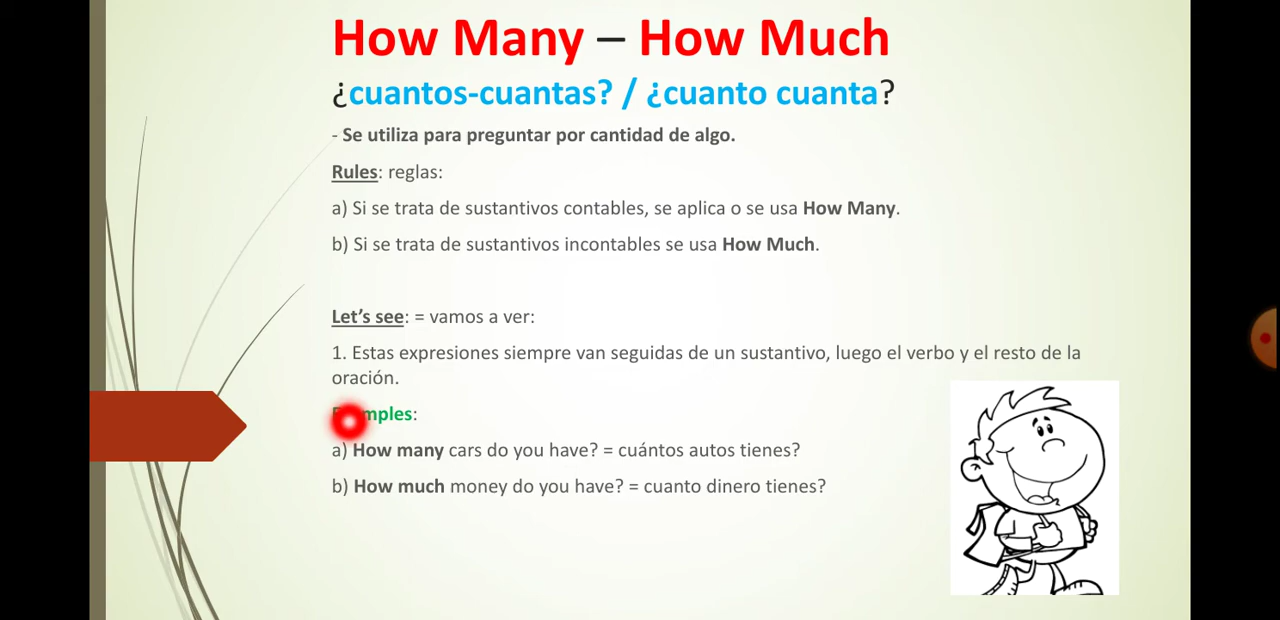 How Many – How Much
¿cuantos-cuantas? / ¿cuanto cuanta?
- Se utiliza para preguntar por cantidad de algo.
Rules: reglas:
a) Si se trata de sustantivos contables, se aplica o se usa How Many.
b) Si se trata de sustantivos incontables se usa How Much.
Let's see: = vamos a ver:
1. Estas expresiones siempre van seguidas de un sustantivo, luego el verbo y el resto de la
oración.
Examples:
a) How many cars do you have? = cuántos autos tienes?
b) How much money do you have? = cuanto dinero tienes?